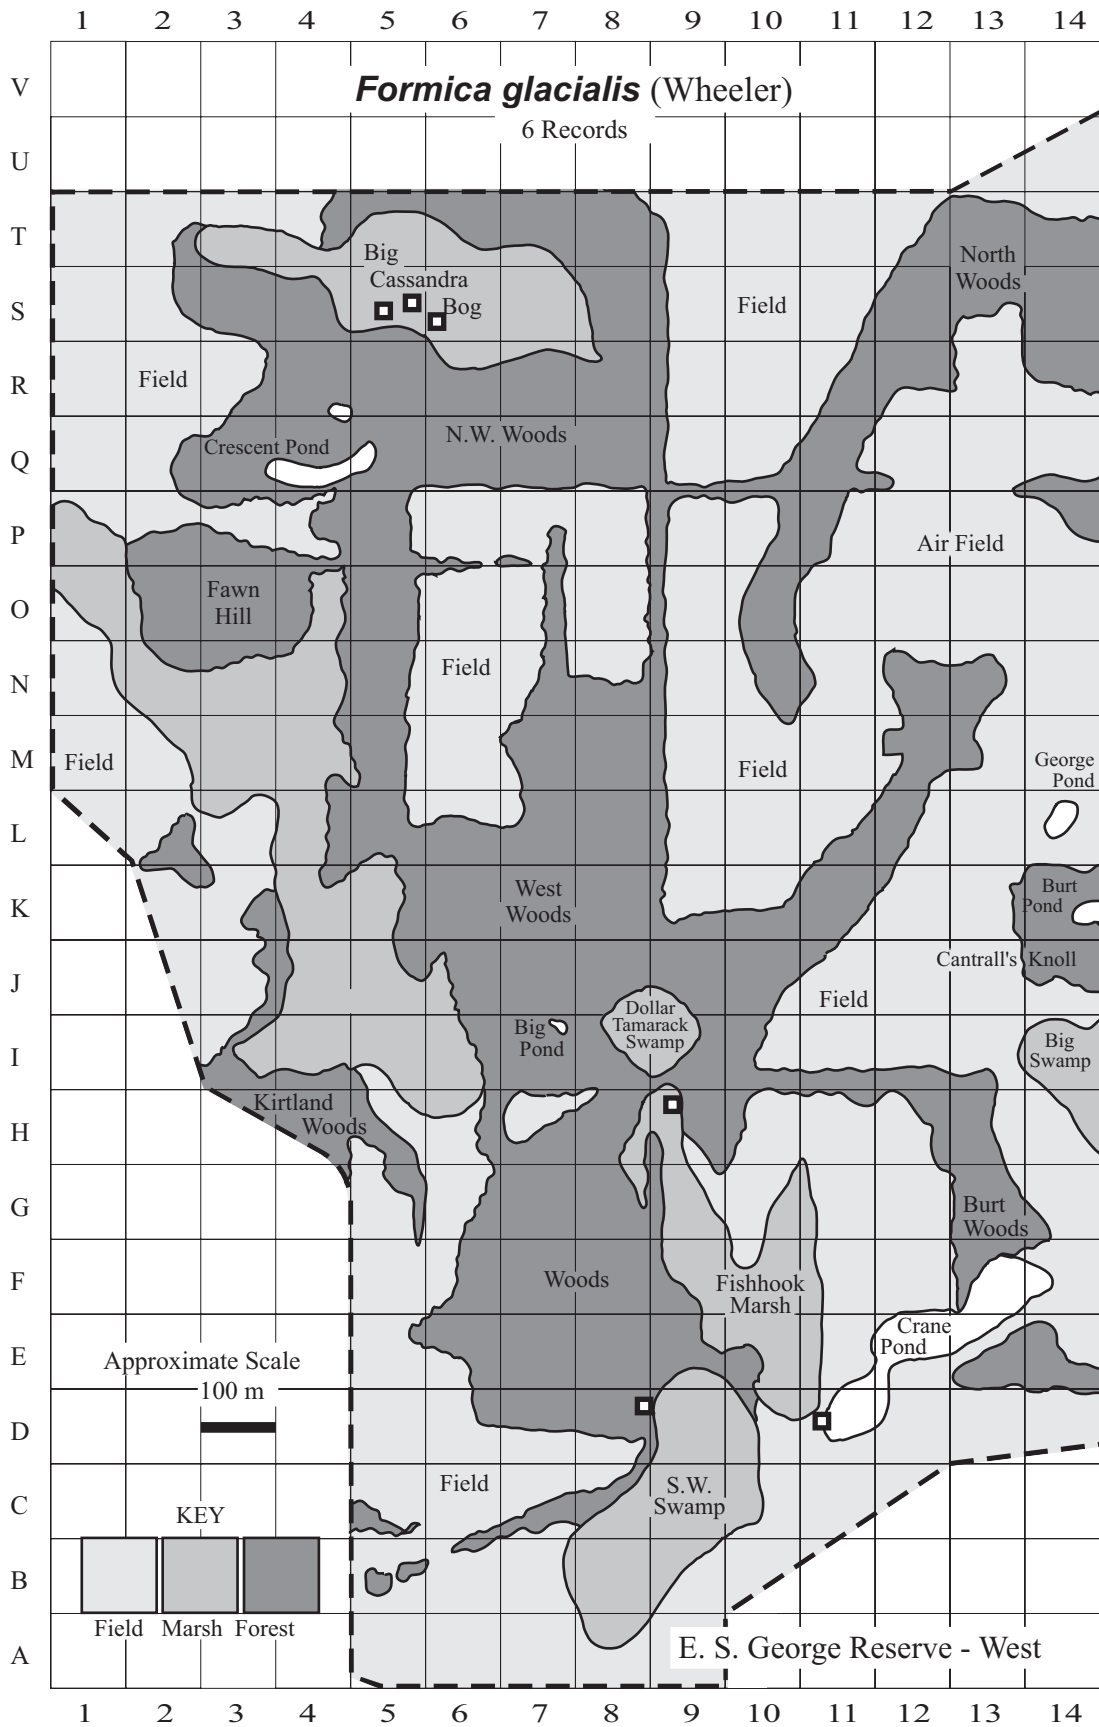 1 2 3 4 5 6 7 8 9 10 11 12 13 14
V
Formica glacialis (Wheeler)
6 Records
U
T
Big
Cassandra
Bog
North
Woods
S
Field
R
Field
N.W. Woods
Crescent Pond
Q
P
Air Field
Fawn
Hill
O
Field
N
M
Field
Field
George
Pond
L
West
Woods
Burt
Pond
K
Cantrall's Knoll
J
Field
Dollar
Tamarack
Swamp
Big
Pond
Big
Swamp
I
Kirtland
Woods
H
G
Burt
Woods
F
Woods
Fishhook
Marsh
Crane
Pond
E
Approximate Scale
100 m
D
Field
S.W.
Swamp
C
KEY
B
Field Marsh Forest
A
E. S. George Reserve - West
1 2 3 4 5 6 7 8 9 10 11 12 13 14